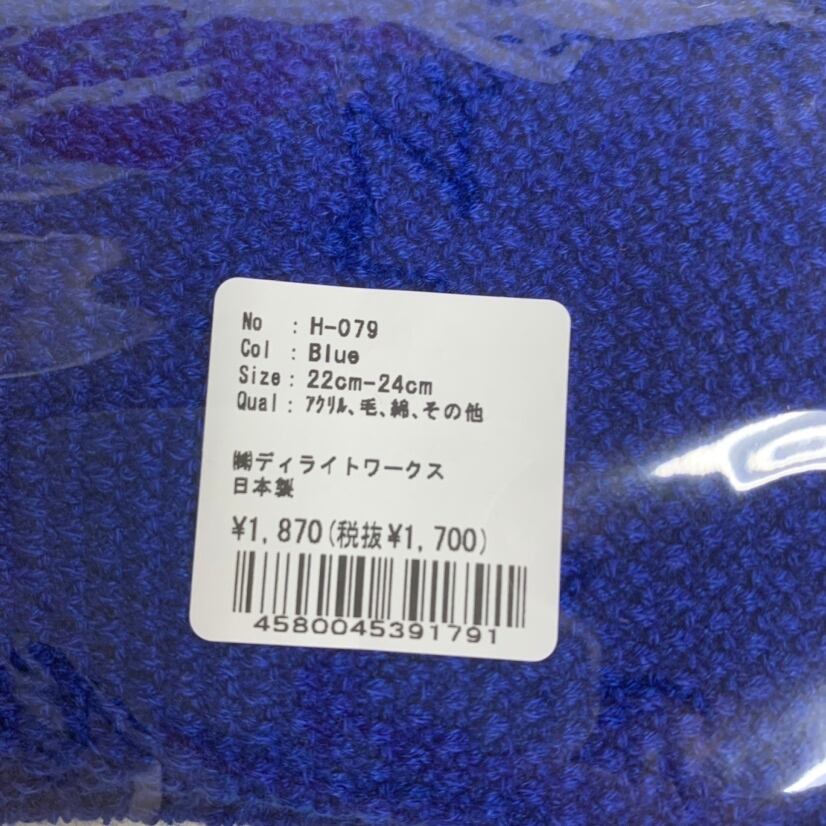 No : H-079
Col : Blue
Size : 22cm-24cm
Qual : ｱｸﾘﾙ、毛、綿、その他
㈱ディライトワークス
日本製
¥1,870(税抜¥1,700)
4580045391791